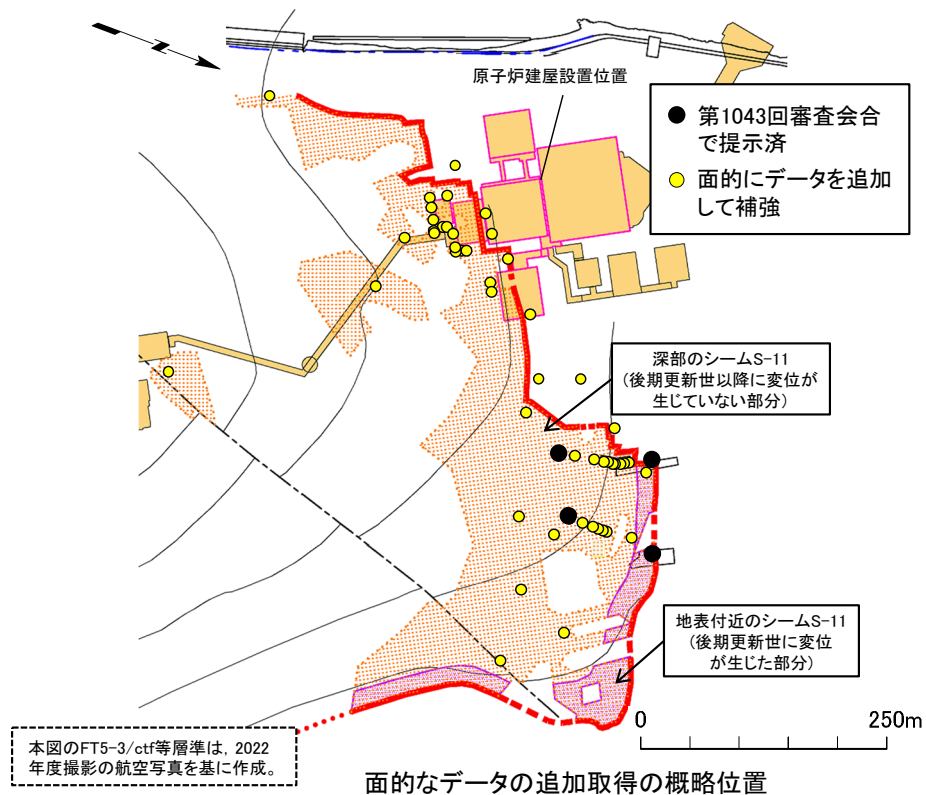 原子炉建屋設置位置
第1043回審査会合
で提示済
面的にデータを追加
して補強
深部のシームS-11
(後期更新世以降に変位が
生じていない部分)
地表付近のシームS-11
(後期更新世に変位
が生じた部分)
0 250m
本図のFT5-3/ctf等層準は，2022
年度撮影の航空写真を基に作成。
面的なデータの追加取得の概略位置